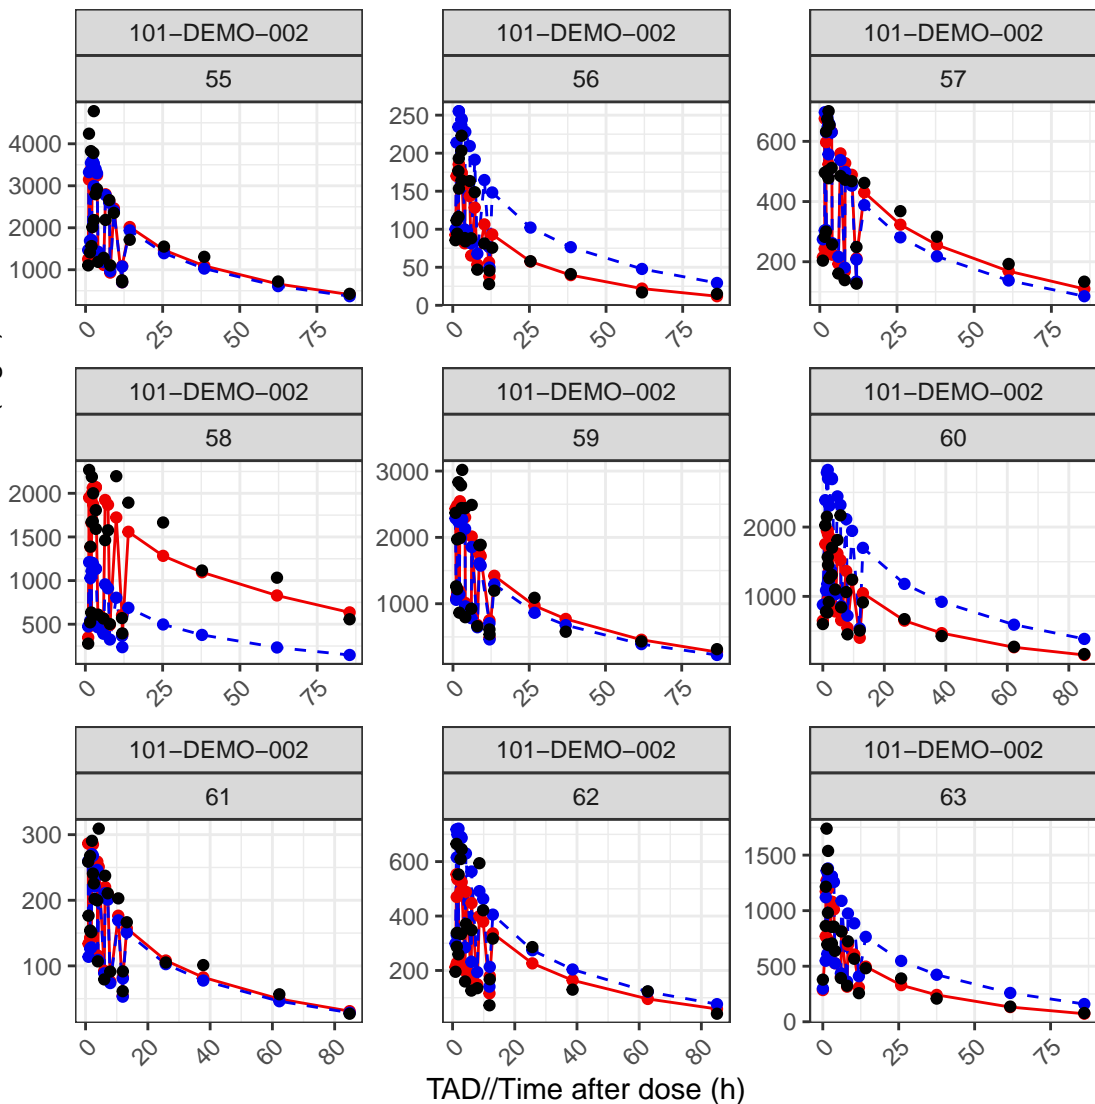 101−DEMO−002 101−DEMO−002 101−DEMO−002
55 56 57
4000 3000 2000 1000
250 200 150 100 50 0
600 400 200
0 25 50 75 0 25 50 75 0 25 50 75
101−DEMO−002 101−DEMO−002 101−DEMO−002
58 59 60
2000 1500 1000 500
3000 2000 1000
2000 1000
0 25 50 75 0 25 50 75 0 20 40 60 80
101−DEMO−002 101−DEMO−002 101−DEMO−002
61 62 63
300 200 100
600 400 200
1500 1000 500 0
0 20 40 60 80 0 20 40 60 80 0 25 50 75
TAD//Time after dose (h)